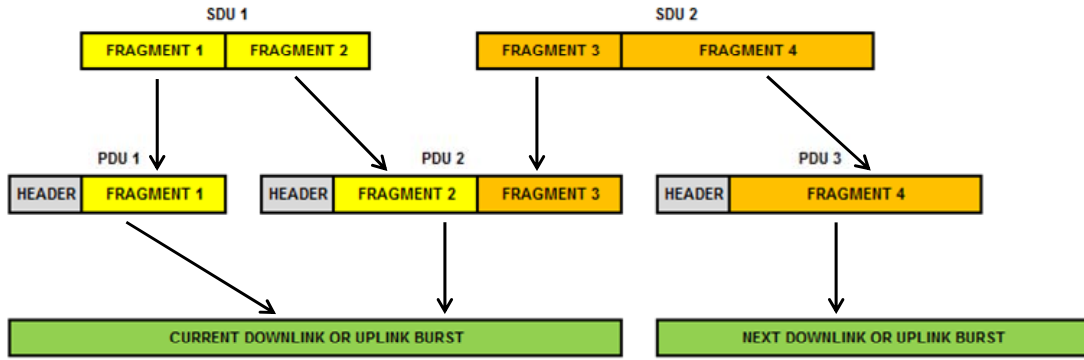 SDU 1
SDU 2
FRAGMENT 1 FRAGMENT 2 FRAGMENT 3 FRAGMENT 4
PDU 1 PDU 2 PDU 3
HEADER FRAGMENT 1 HEADER FRAGMENT 2 FRAGMENT 3 HEADER FRAGMENT 4
CURRENT DOWNLINK OR UPLINK BURST NEXT DOWNLINK OR UPLINK BURST